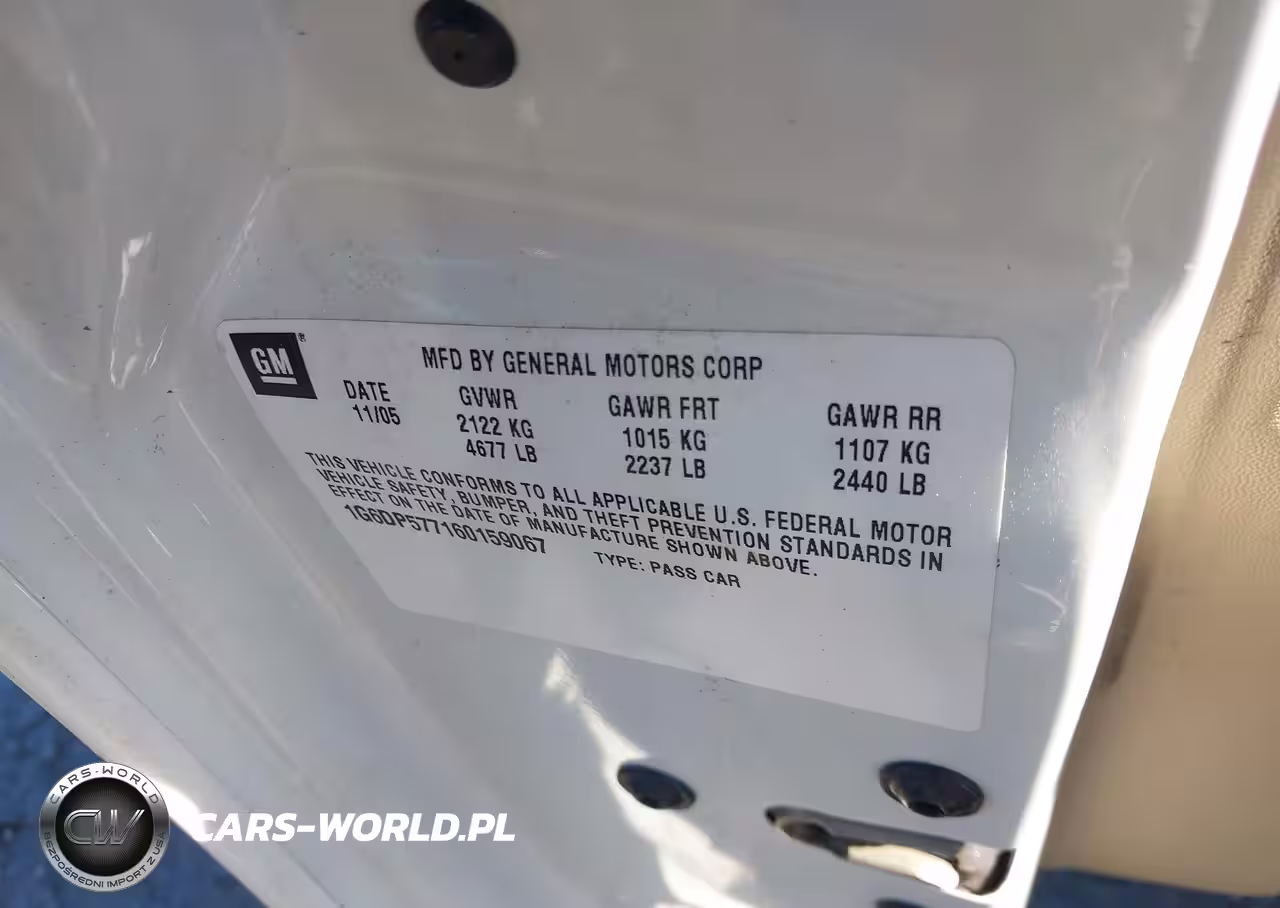 GM
MFD BY GENERAL MOTORS CORP
DATE GVWR GAWR FRT GAWR RR
11/05 2122 KG 1015 KG 1107 KG
4677 LB 2237 LB 2440 LB
THIS VEHICLE CONFORMS TO ALL APPLICABLE U.S. FEDERAL MOTOR
VEHICLE SAFETY, BUMPER, AND THEFT PREVENTION STANDARDS IN
EFFECT ON THE DATE OF MANUFACTURE SHOWN ABOVE.
1G6DP577160159067 TYPE: PASS CAR
CARS-WORLD
CW
BEZPOŚREDNI IMPORT Z USA
CARS-WORLD.PL